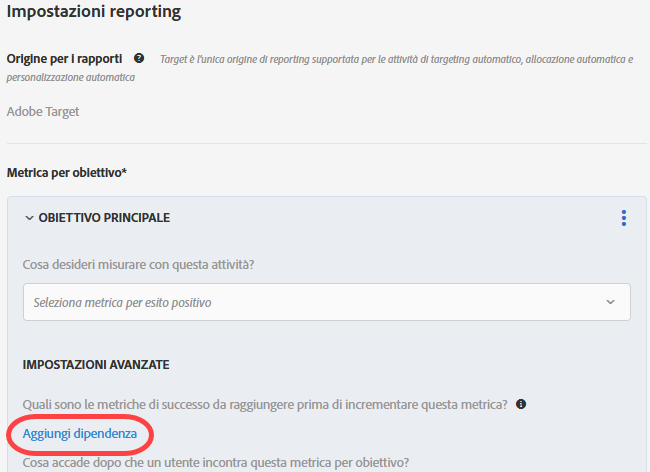 Impostazioni reporting
Origine per i rapporti Target è l'unica origine di reporting supportata per le attività di targeting automatico, allocazione automatica e
personalizzazione automatica
Adobe Target
Metrica per obiettivo*
OBIETTIVO PRINCIPALE
Cosa desideri misurare con questa attività?
Seleziona metrica per esito positivo
IMPOSTAZIONI AVANZATE
Quali sono le metriche di successo da raggiungere prima di incrementare questa metrica?
Aggiungi dipendenza
Cosa accade dopo che un utente incontra questa metrica per obiettivo?